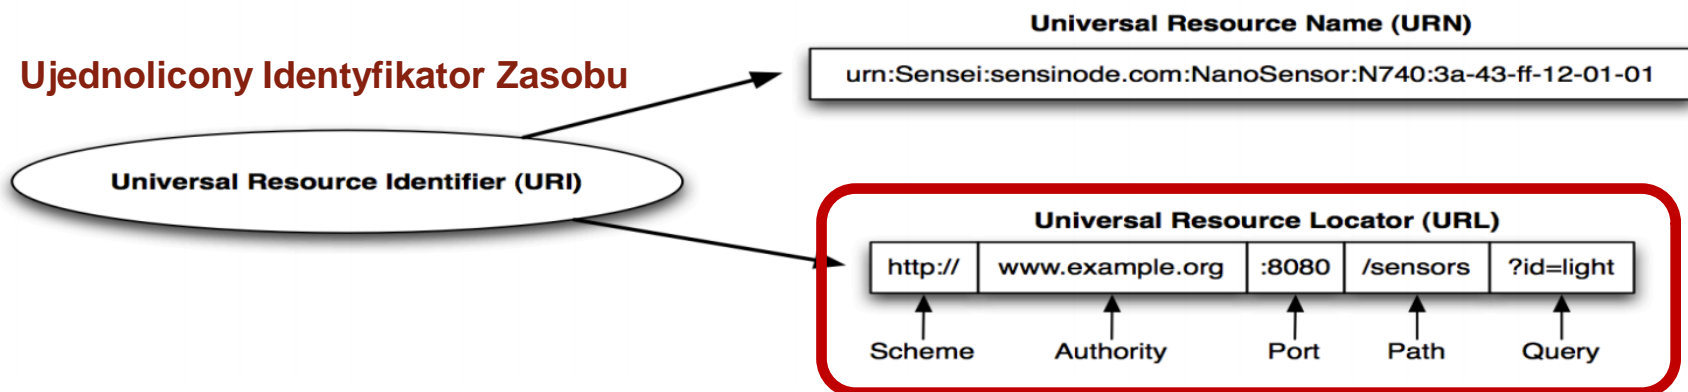 Ujednolicony Identyfikator Zasobu
Universal Resource Identifier (URI)
Universal Resource Name (URN)
urn:Sensei:sensinode.com:NanoSensor:N740:3a-43-ff-12-01-01
Universal Resource Locator (URL)
http:// www.example.org :8080 /sensors ?id=light
Scheme Authority Port Path Query